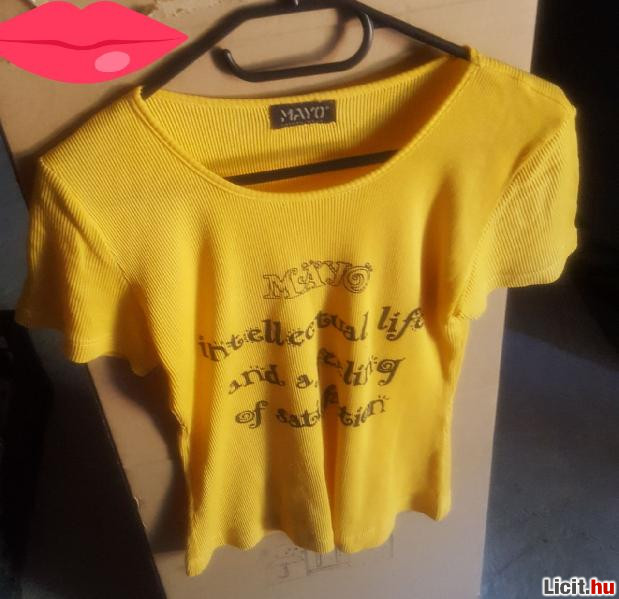 MAYO
MAYO
intellectual life
and a feeling
of satisfaction
Licit.hu